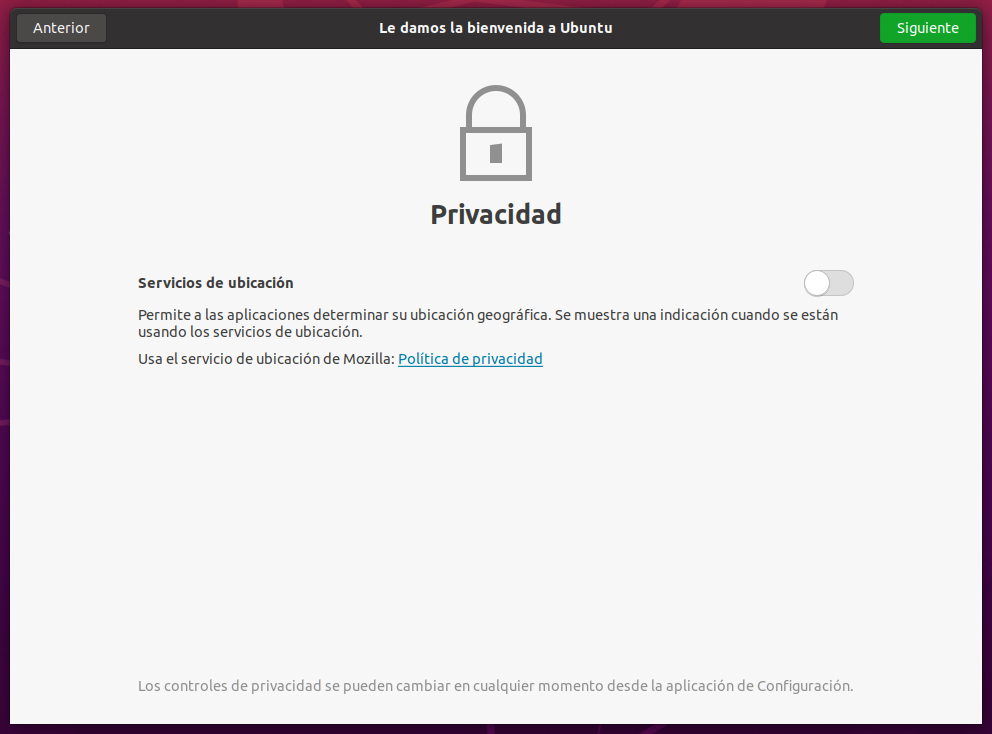 Anterior
Le damos la bienvenida a Ubuntu
Siguiente
Privacidad
Servicios de ubicación
Permite a las aplicaciones determinar su ubicación geográfica. Se muestra una indicación cuando se están
usando los servicios de ubicación.
Usa el servicio de ubicación de Mozilla: Política de privacidad
Los controles de privacidad se pueden cambiar en cualquier momento desde la aplicación de Configuración.